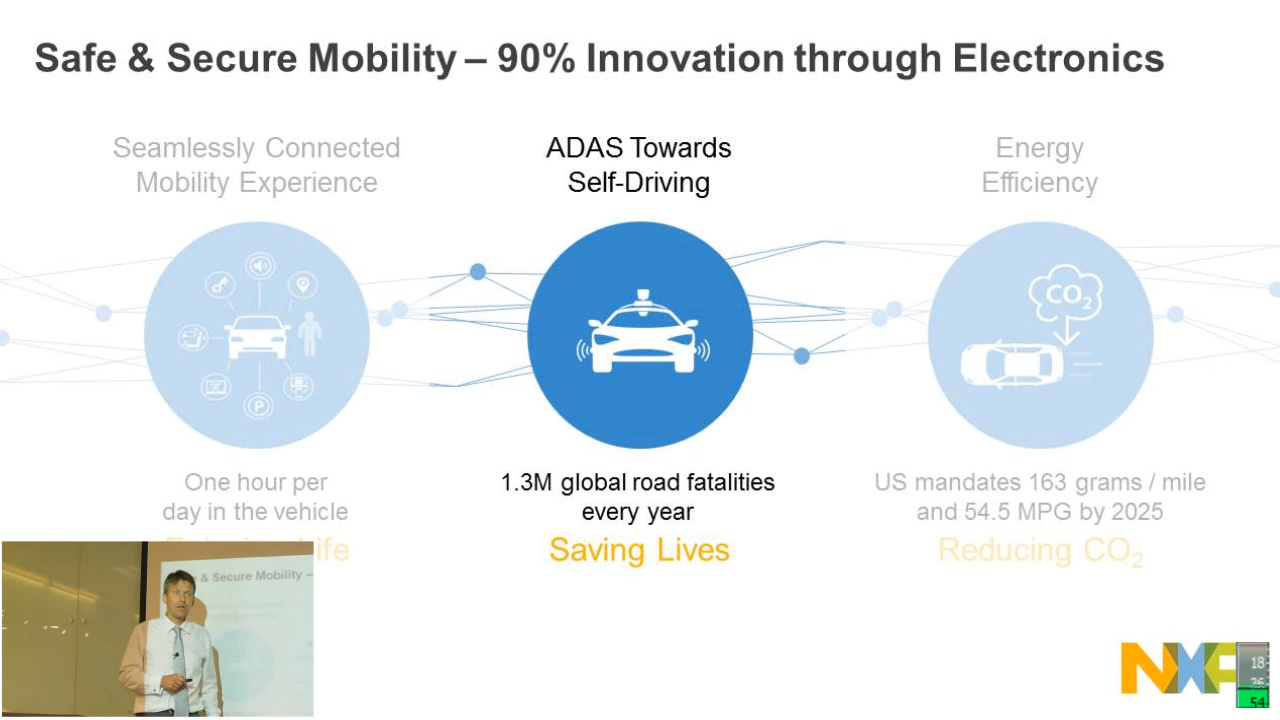 Safe & Secure Mobility – 90% Innovation through Electronics
Seamlessly Connected
Mobility Experience
ADAS Towards
Self-Driving
Energy
Efficiency
P
CO2
One hour per
day in the vehicle
1.3M global road fatalities
every year
Saving Lives
US mandates 163 grams / mile
and 54.5 MPG by 2025
Reducing CO2
& Secure Mobility –
NXP
18
36
54